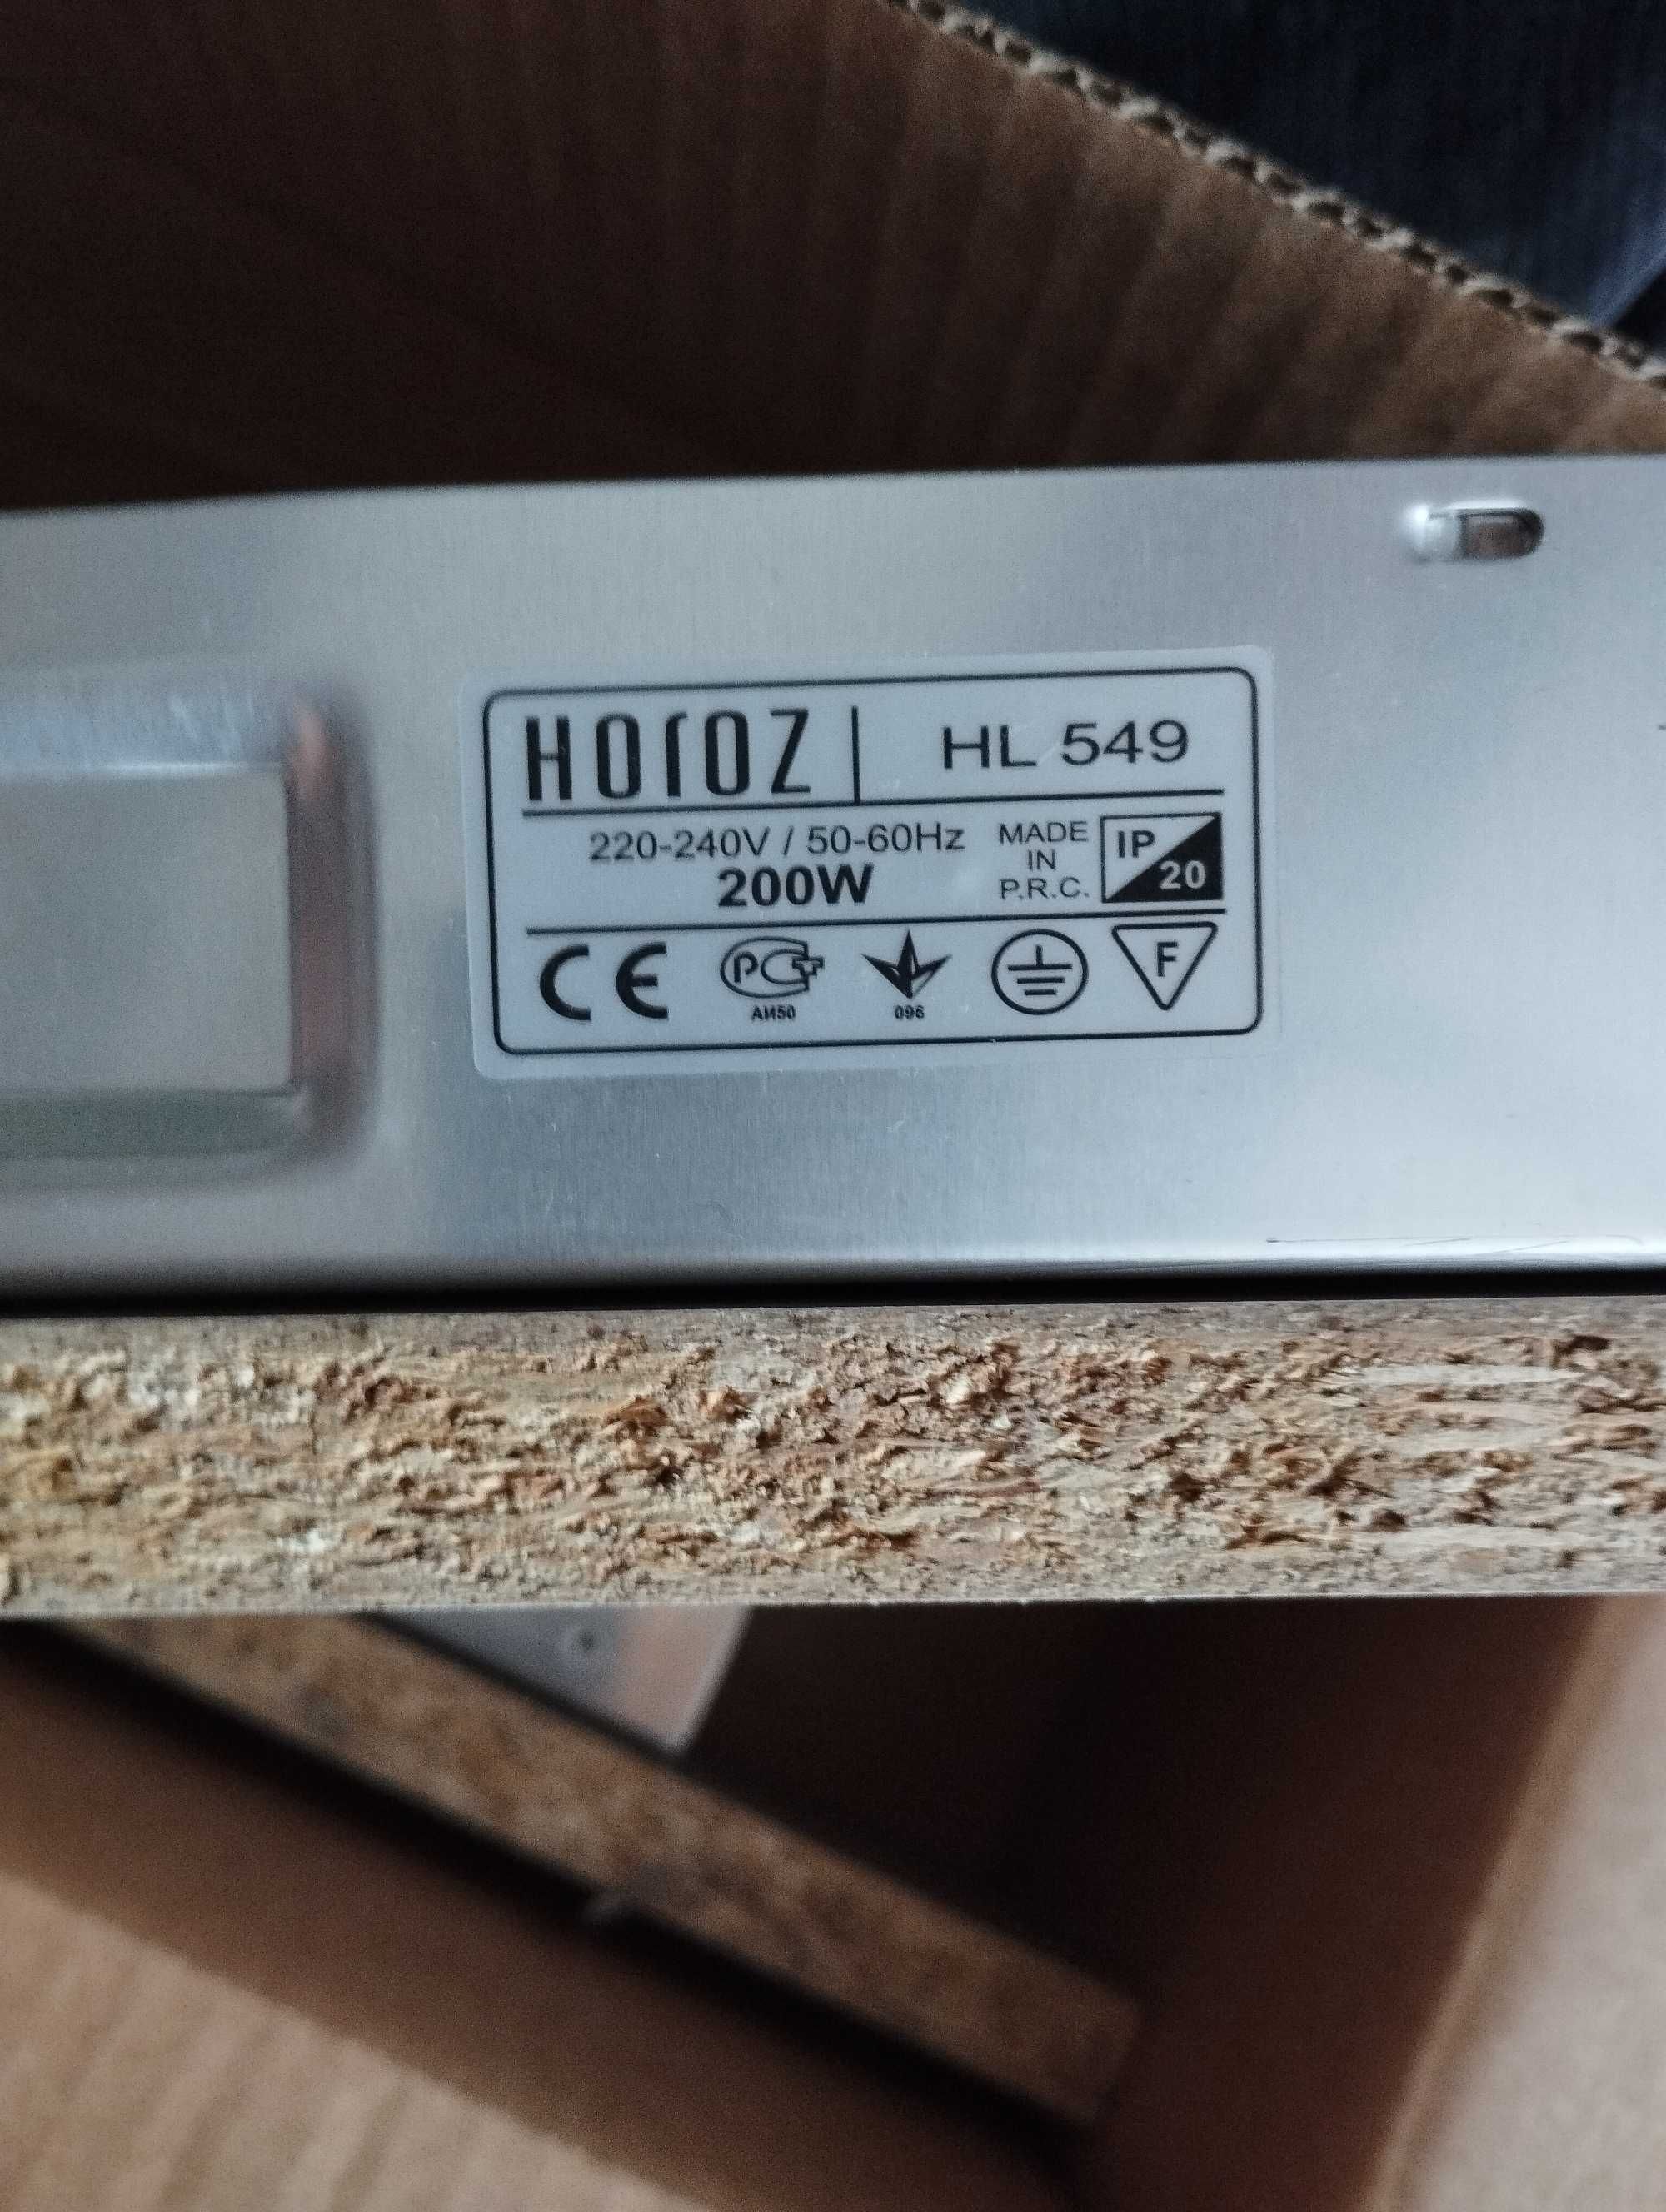 HOROZ | HL 549
220-240V / 50-60Hz
200W
MADE
IN
P.R.C.
IP
20
CE
PC
АИ50
096
F